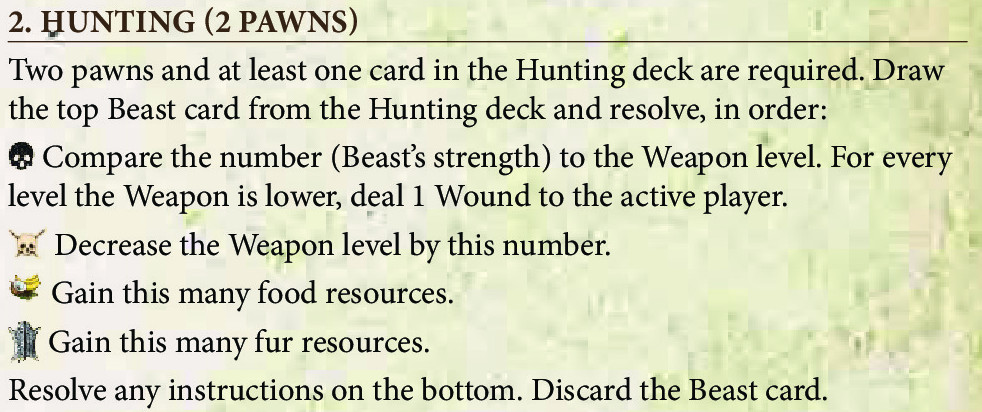 2. HUNTING (2 PAWNS)
Two pawns and at least one card in the Hunting deck are required. Draw
the top Beast card from the Hunting deck and resolve, in order:
Compare the number (Beast's strength) to the Weapon level. For every
level the Weapon is lower, deal 1 Wound to the active player.
Decrease the Weapon level by this number.
Gain this many food resources.
Gain this many fur resources.
Resolve any instructions on the bottom. Discard the Beast card.